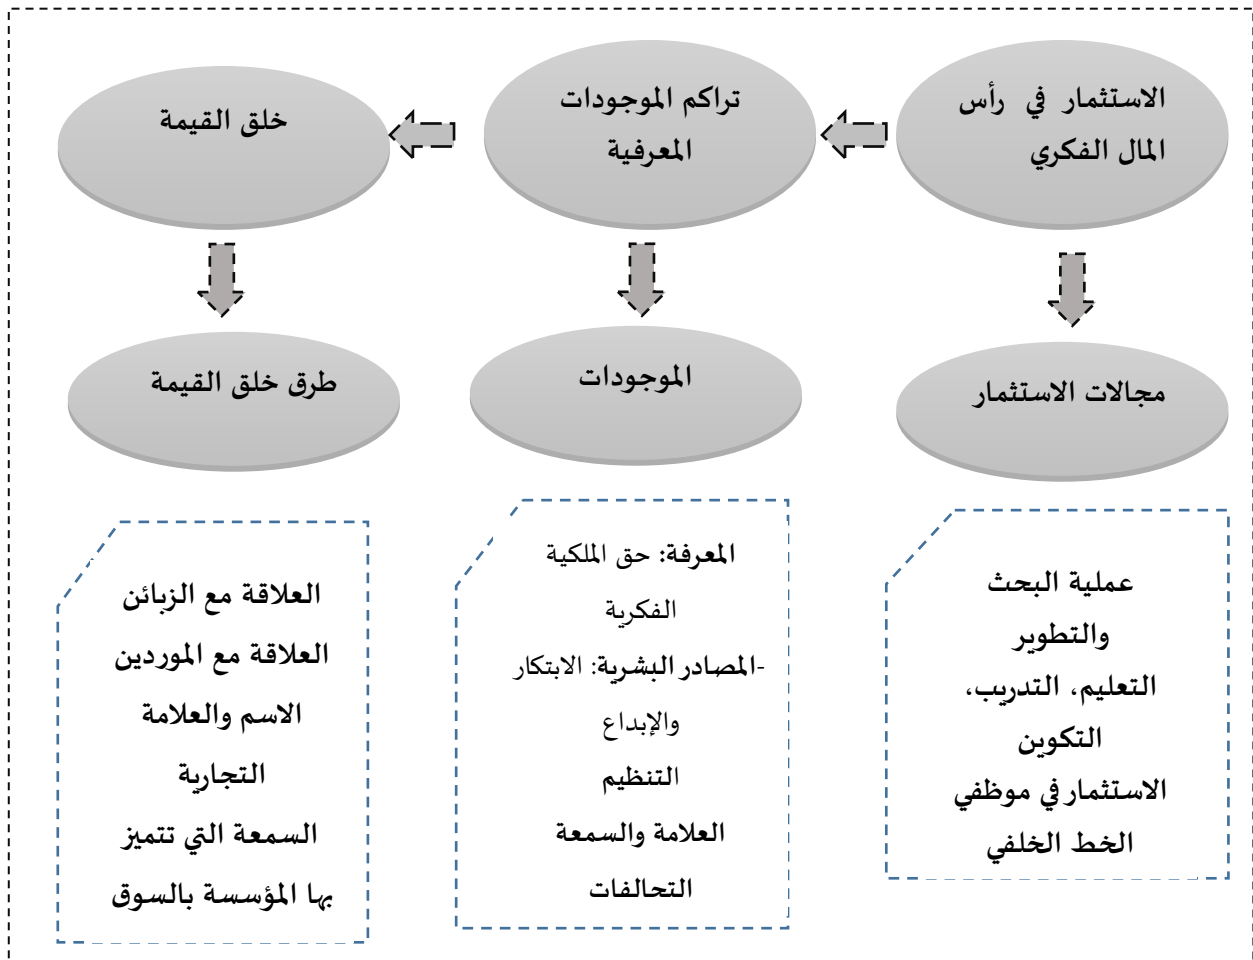 الاستثمار في رأس
المال الفكري
تراكم الموجودات
المعرفية
خلق القيمة
مجالات الاستثمار
الموجودات
طرق خلق القيمة
عملية البحث
والتطوير
التعليم، التدريب،
التكوين
الاستثمار في موظفي
الخط الخلفي
المعرفة: حق الملكية
الفكرية
-المصادر البشرية: الابتكار
والإبداع
التنظيم
العلامة والسمعة
التحالفات
العلاقة مع الزبائن
العلاقة مع الموردين
الاسم والعلامة
التجارية
السمعة التي تتميز
بها المؤسسة بالسوق